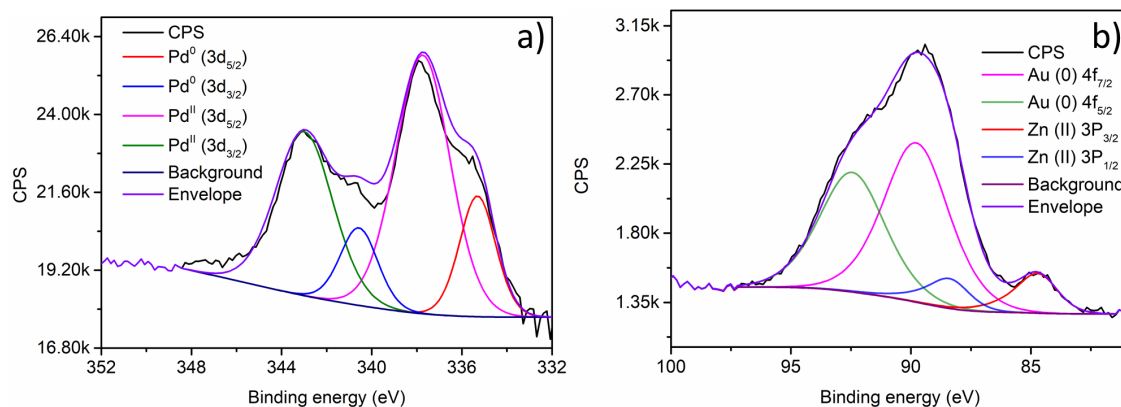 a)
CPS
Pd⁰ (3d₅/₂)
Pd⁰ (3d₃/₂)
Pdᴵᴵ (3d₅/₂)
Pdᴵᴵ (3d₃/₂)
Background
Envelope
26.40k
24.00k
21.60k
19.20k
16.80k
CPS
352 348 344 340 336 332
Binding energy (eV)
b)
CPS
Au (0) 4f₇/₂
Au (0) 4f₅/₂
Zn (II) 3P₃/₂
Zn (II) 3P₁/₂
Background
Envelope
3.15k
2.70k
2.25k
1.80k
1.35k
CPS
100 95 90 85
Binding energy (eV)